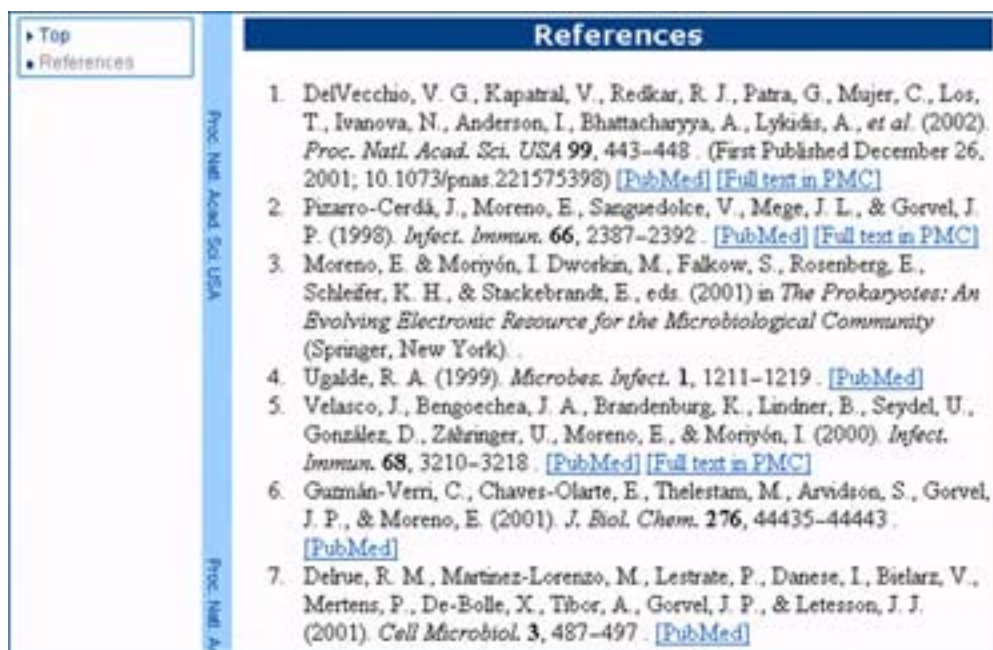 Top
References
References
Proc. Natl. Acad. Sci. USA
Proc. Natl. A
1. DelVecchio, V. G., Kapatral, V., Redkar, R. J., Patra, G., Mujer, C., Los,
T., Ivanova, N., Anderson, I., Bhattacharyya, A., Lykidis, A., et al. (2002).
Proc. Natl. Acad. Sci. USA 99, 443–448 . (First Published December 26,
2001; 10.1073/pnas.221575398) [PubMed] [Full text in PMC]
2. Pizarro-Cerdá, J., Moreno, E., Sanguedolce, V., Mege, J. L., & Gorvel, J.
P. (1998). Infect. Immun. 66, 2387–2392 . [PubMed] [Full text in PMC]
3. Moreno, E. & Moriyón, I. Dworkin, M., Falkow, S., Rosenberg, E.,
Schleifer, K. H., & Stackebrandt, E., eds. (2001) in The Prokaryotes: An
Evolving Electronic Resource for the Microbiological Community
(Springer, New York). .
4. Ugalde, R. A. (1999). Microbes. Infect. 1, 1211–1219 . [PubMed]
5. Velasco, J., Bengoechea, J. A., Brandenburg, K., Lindner, B., Seydel, U.,
González, D., Zähringer, U., Moreno, E., & Moriyón, I. (2000). Infect.
Immun. 68, 3210–3218 . [PubMed] [Full text in PMC]
6. Guzmán-Verri, C., Chaves-Olarte, E., Thelestam, M., Arvidson, S., Gorvel,
J. P., & Moreno, E. (2001). J. Biol. Chem. 276, 44435–44443 .
[PubMed]
7. Delrue, R. M., Martinez-Lorenzo, M., Lestrate, P., Danese, I., Bielarz, V.,
Mertens, P., De-Bolle, X., Tibor, A., Gorvel, J. P., & Letesson, J. J.
(2001). Cell Microbiol. 3, 487–497 . [PubMed]